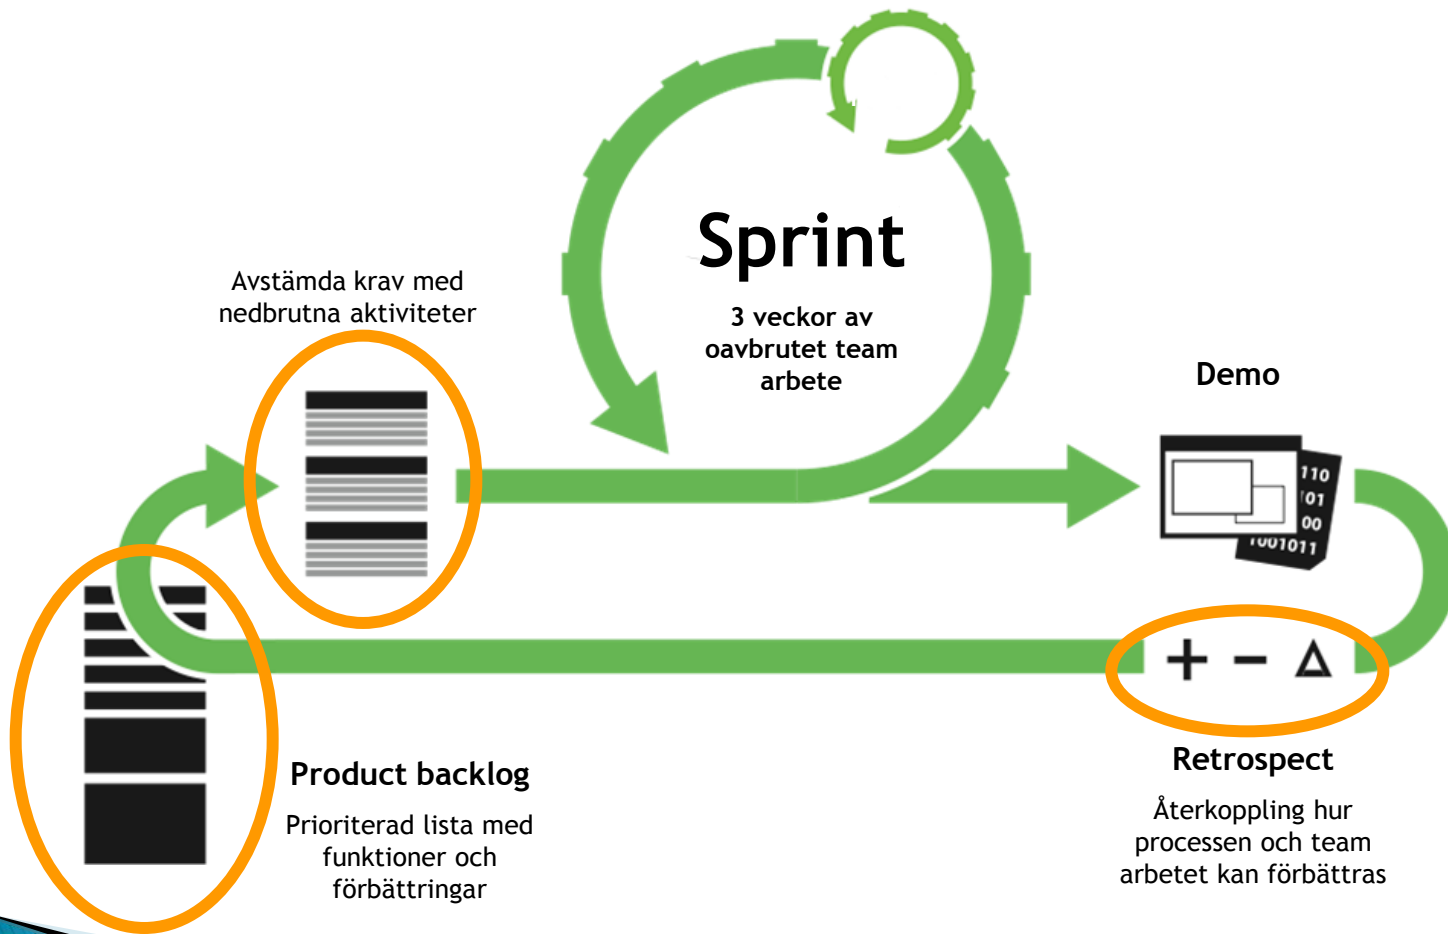 Sprint
3 veckor av
oavbrutet team
arbete
Avstämda krav med
nedbrutna aktiviteter
Demo
110
101
00
1001011
+ - Δ
Product backlog
Prioriterad lista med
funktioner och
förbättringar
Retrospect
Återkoppling hur
processen och team
arbetet kan förbättras